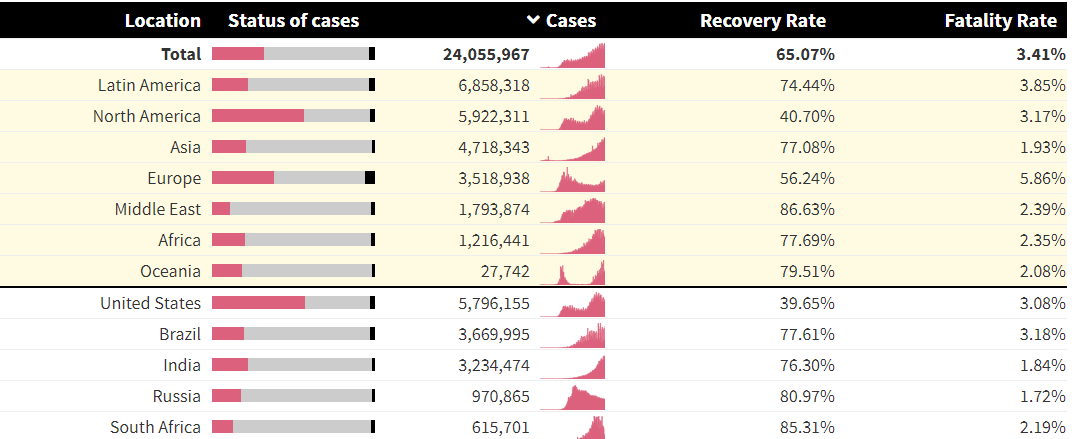 Location Status of cases Cases Recovery Rate Fatality Rate
Total 24,055,967 65.07% 3.41%
Latin America 6,858,318 74.44% 3.85%
North America 5,922,311 40.70% 3.17%
Asia 4,718,343 77.08% 1.93%
Europe 3,518,938 56.24% 5.86%
Middle East 1,793,874 86.63% 2.39%
Africa 1,216,441 77.69% 2.35%
Oceania 27,742 79.51% 2.08%
United States 5,796,155 39.65% 3.08%
Brazil 3,669,995 77.61% 3.18%
India 3,234,474 76.30% 1.84%
Russia 970,865 80.97% 1.72%
South Africa 615,701 85.31% 2.19%